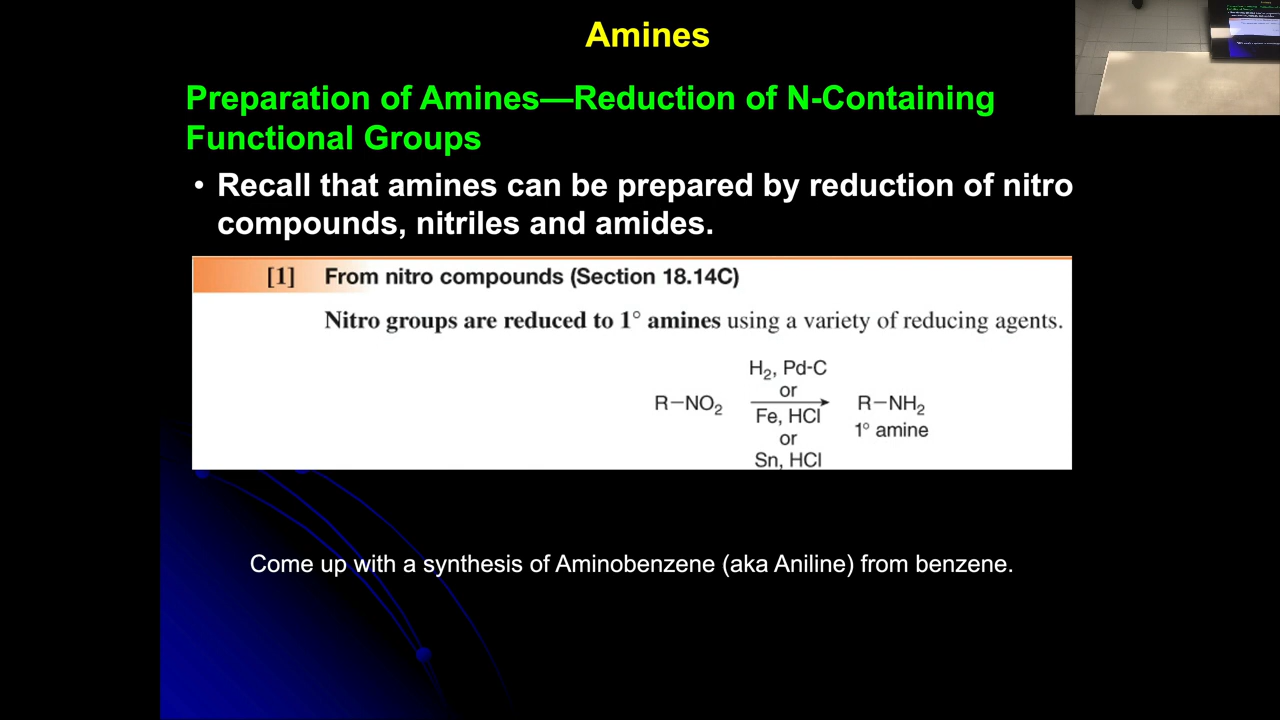 Amines
Preparation of Amines—Reduction of N-Containing
Functional Groups
• Recall that amines can be prepared by reduction of nitro
compounds, nitriles and amides.
[1] From nitro compounds (Section 18.14C)
Nitro groups are reduced to 1° amines using a variety of reducing agents.
H₂, Pd-C
or
R−NO₂ R−NH₂
Fe, HCl
1° amine
or
Sn, HCl
Come up with a synthesis of Aminobenzene (aka Aniline) from benzene.